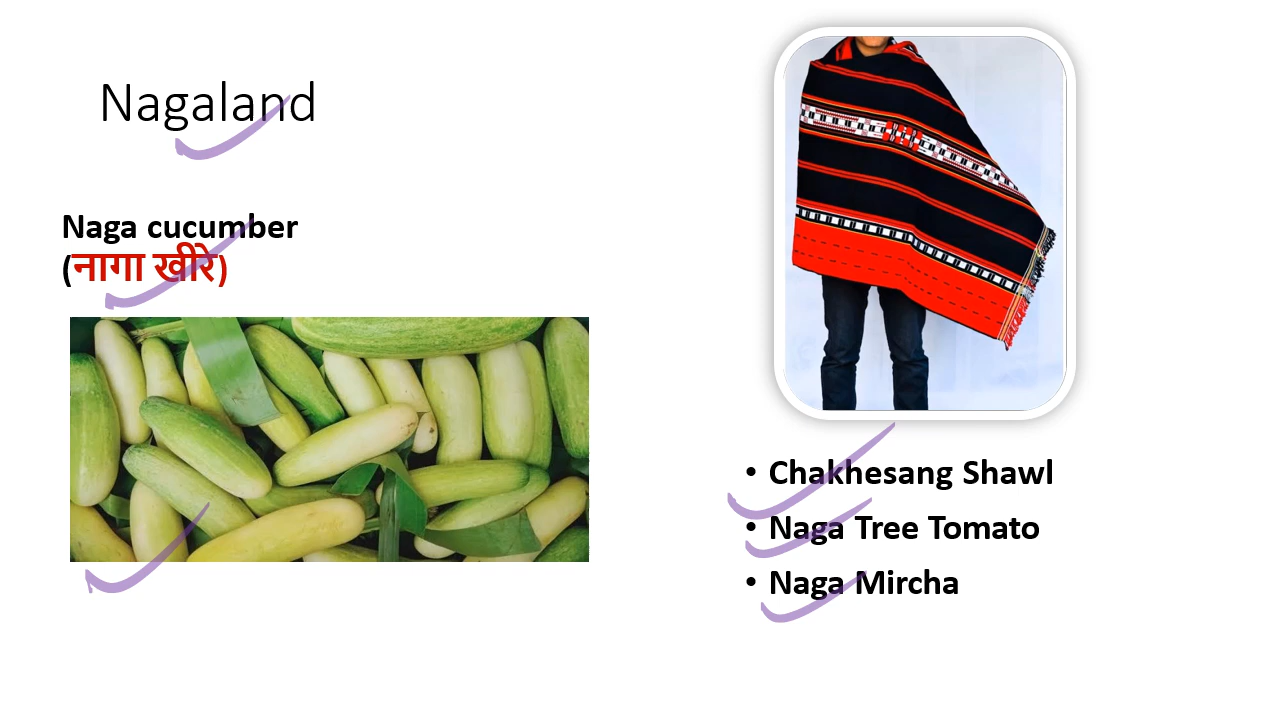 Nagaland
Naga cucumber
(नागा खीरे)
• Chakhesang Shawl
• Naga Tree Tomato
• Naga Mircha